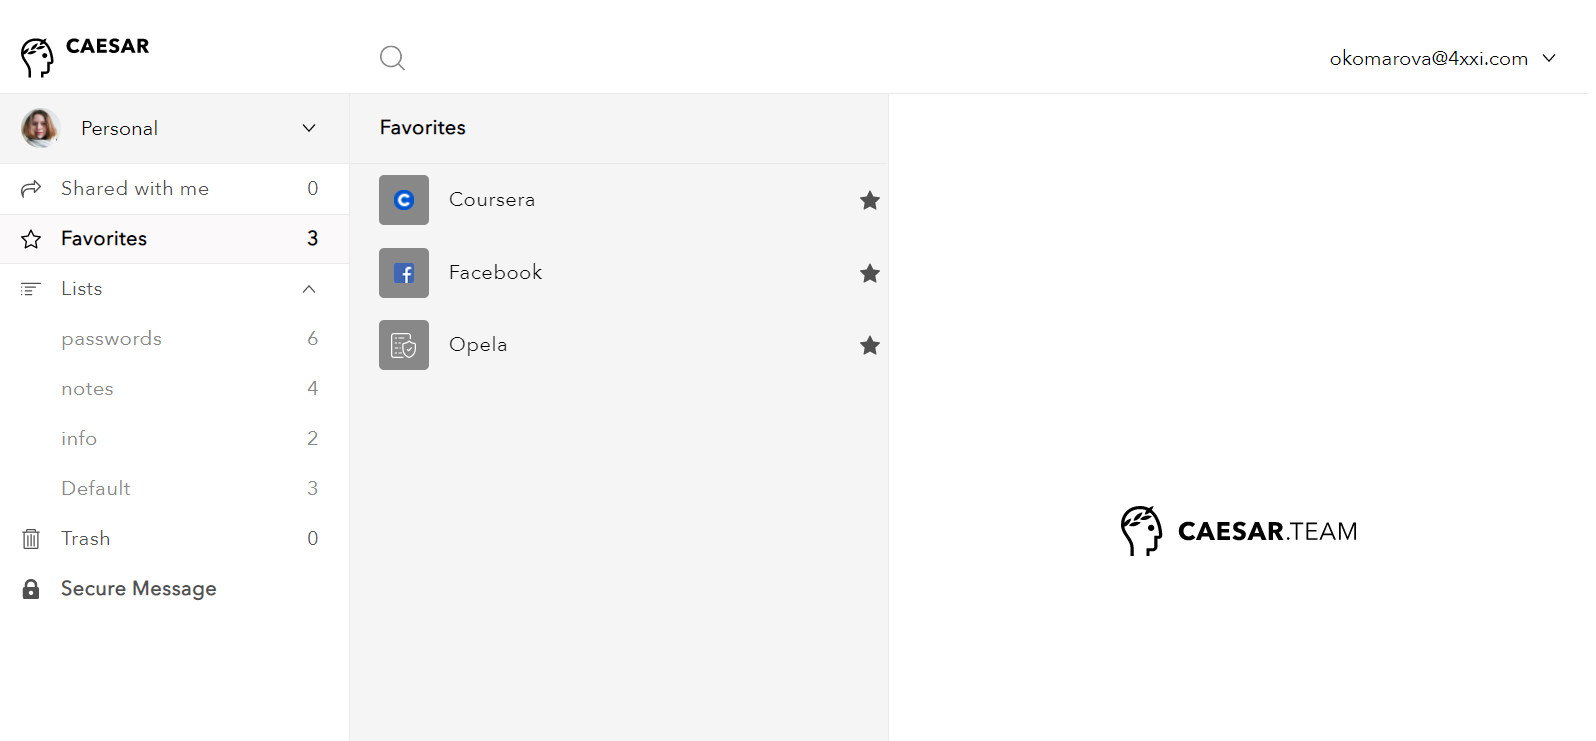 CAESAR
okomarova@4xxi.com
Personal
Shared with me 0
Favorites 3
Lists
passwords 6
notes 4
info 2
Default 3
Trash 0
Secure Message
Favorites
Coursera
Facebook
Opela
CAESAR.TEAM